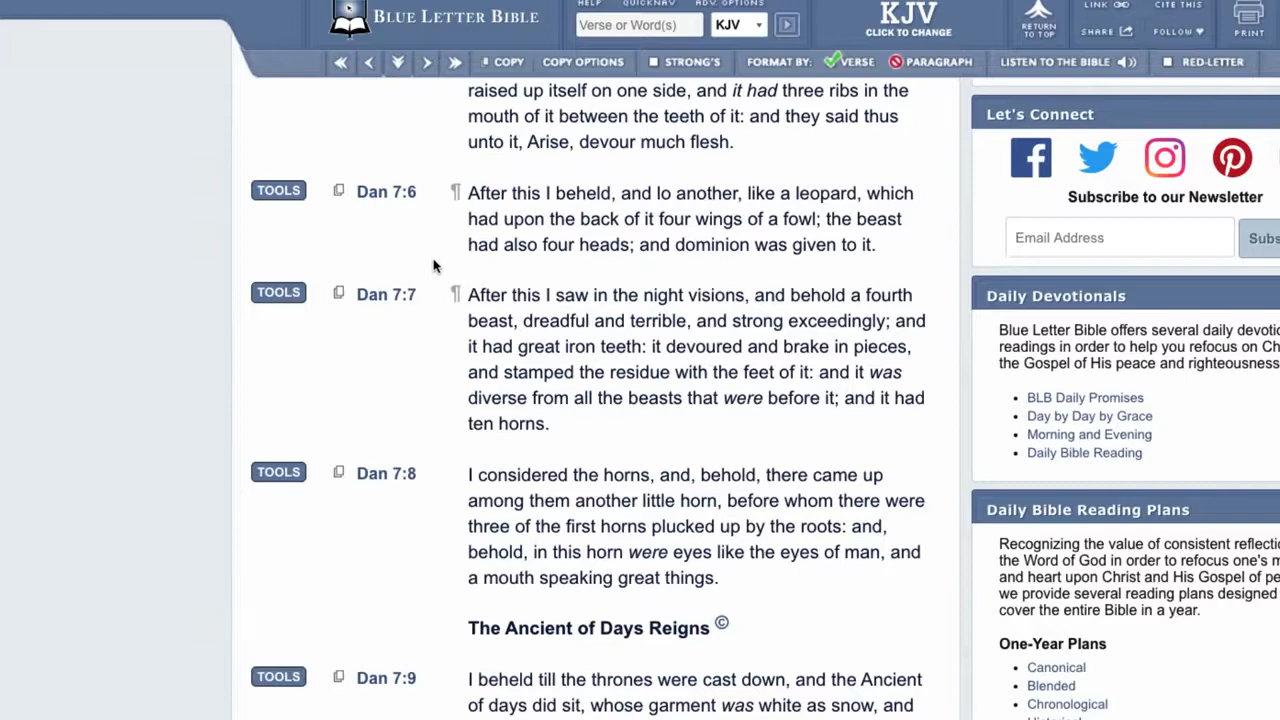 HELP QUICKNAV ADV. OPTIONS
BLUE LETTER BIBLE
Verse or Word(s)
KJV
KJV
CLICK TO CHANGE
RETURN
TO TOP
LINK
CITE THIS
SHARE
FOLLOW
PRINT
COPY
COPY OPTIONS
STRONG'S
FORMAT BY:
VERSE
PARAGRAPH
LISTEN TO THE BIBLE
RED-LETTER
raised up itself on one side, and it had three ribs in the
mouth of it between the teeth of it: and they said thus
unto it, Arise, devour much flesh.
TOOLS
Dan 7:6
¶ After this I beheld, and lo another, like a leopard, which
had upon the back of it four wings of a fowl; the beast
had also four heads; and dominion was given to it.
TOOLS
Dan 7:7
¶ After this I saw in the night visions, and behold a fourth
beast, dreadful and terrible, and strong exceedingly; and
it had great iron teeth: it devoured and brake in pieces,
and stamped the residue with the feet of it: and it was
diverse from all the beasts that were before it; and it had
ten horns.
TOOLS
Dan 7:8
I considered the horns, and, behold, there came up
among them another little horn, before whom there were
three of the first horns plucked up by the roots: and,
behold, in this horn were eyes like the eyes of man, and
a mouth speaking great things.
The Ancient of Days Reigns ©
TOOLS
Dan 7:9
I beheld till the thrones were cast down, and the Ancient
of days did sit, whose garment was white as snow, and
Let's Connect
Subscribe to our Newsletter
Email Address
Subs
Daily Devotionals
Blue Letter Bible offers several daily devotio
readings in order to help you refocus on Ch
the Gospel of His peace and righteousness
• BLB Daily Promises
• Day by Day by Grace
• Morning and Evening
• Daily Bible Reading
Daily Bible Reading Plans
Recognizing the value of consistent reflectio
the Word of God in order to refocus one's m
and heart upon Christ and His Gospel of pe
we provide several reading plans designed
cover the entire Bible in a year.
One-Year Plans
• Canonical
• Blended
• Chronological